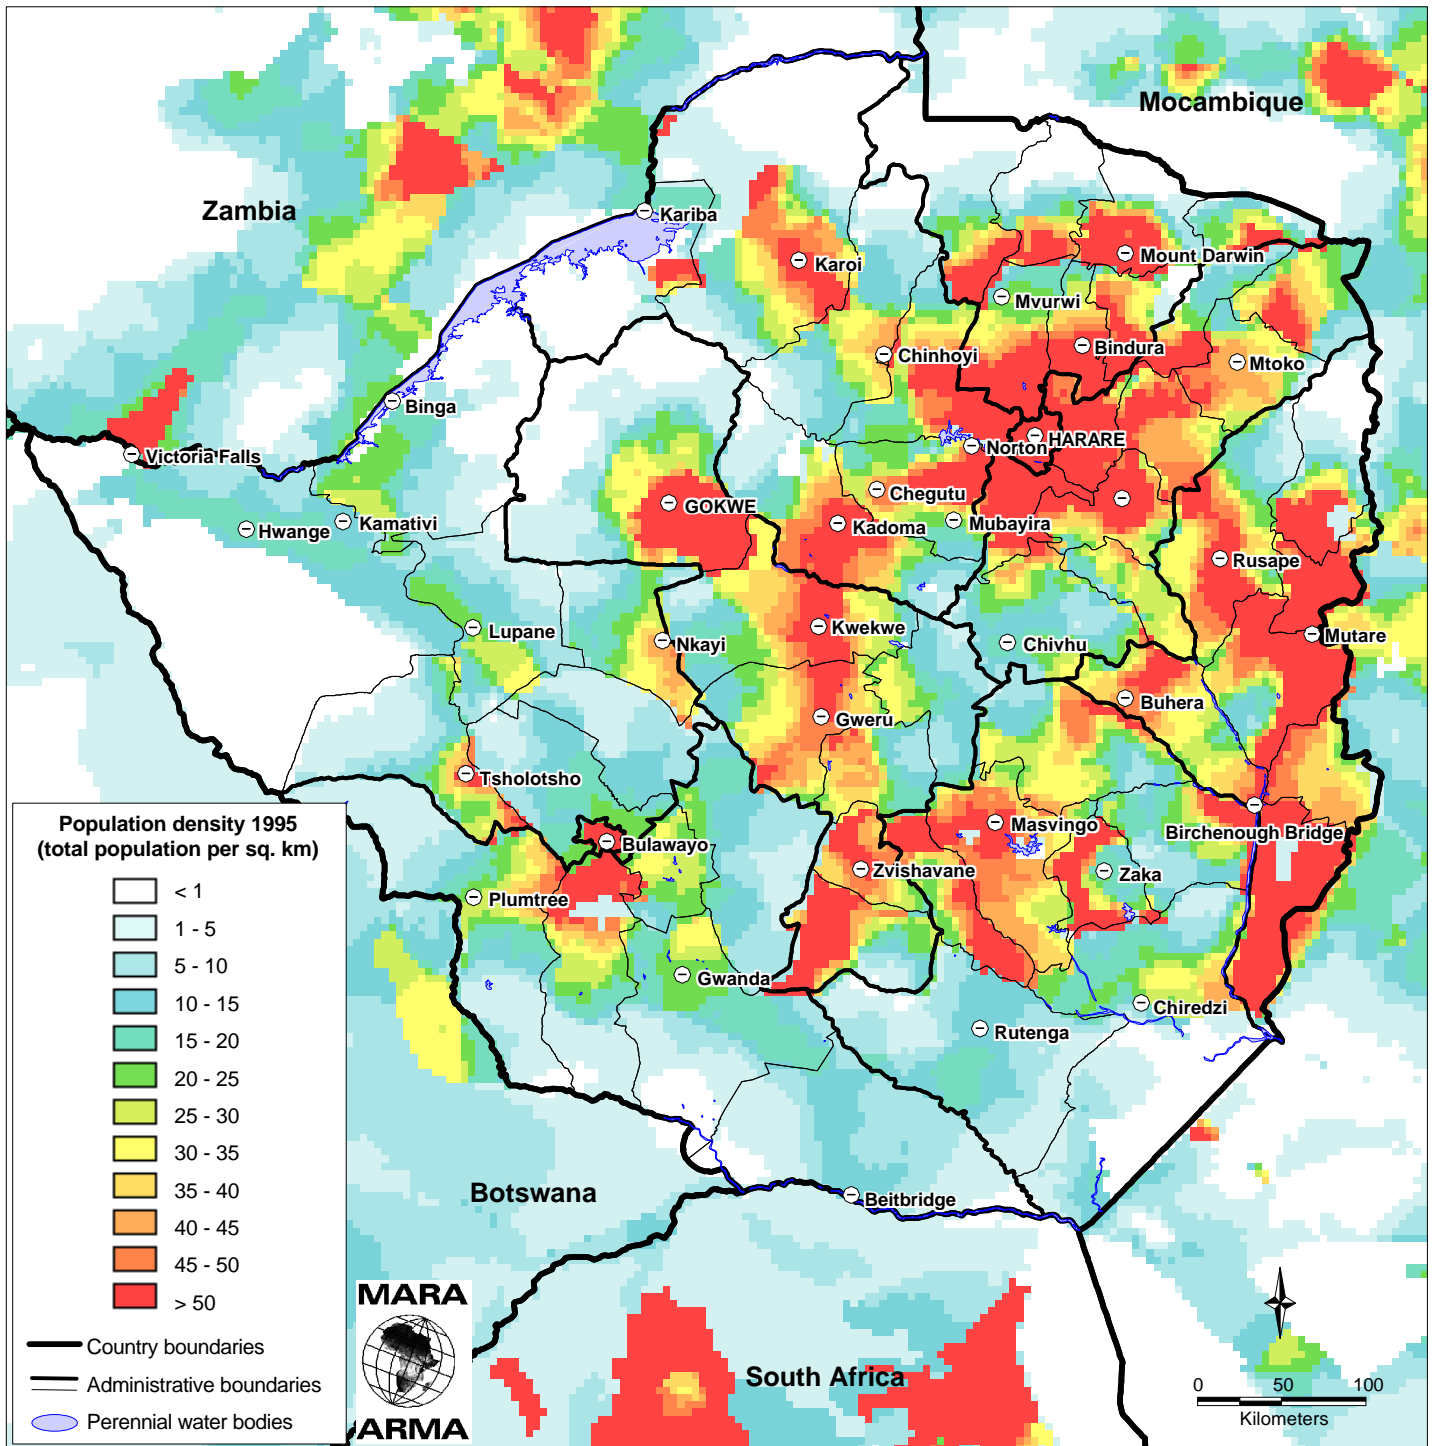 Mocambique
Zambia
Kariba
Karoi
Mount Darwin
Mvurwi
Chinhoyi
Bindura
Mtoko
Binga
HARARE
Norton
Victoria Falls
Chegutu
GOKWE
Kadoma
Mubayira
Hwange
Kamativi
Rusape
Lupane
Nkayi
Kwekwe
Chivhu
Mutare
Buhera
Gweru
Tsholotsho
Birchenough Bridge
Masvingo
Bulawayo
Zvishavane
Zaka
Plumtree
Gwanda
Chiredzi
Rutenga
Botswana
Beitbridge
South Africa
Population density 1995
(total population per sq. km)
< 1
1 - 5
5 - 10
10 - 15
15 - 20
20 - 25
25 - 30
30 - 35
35 - 40
40 - 45
45 - 50
> 50
Country boundaries
Administrative boundaries
Perennial water bodies
MARA
ARMA
0 50 100
Kilometers